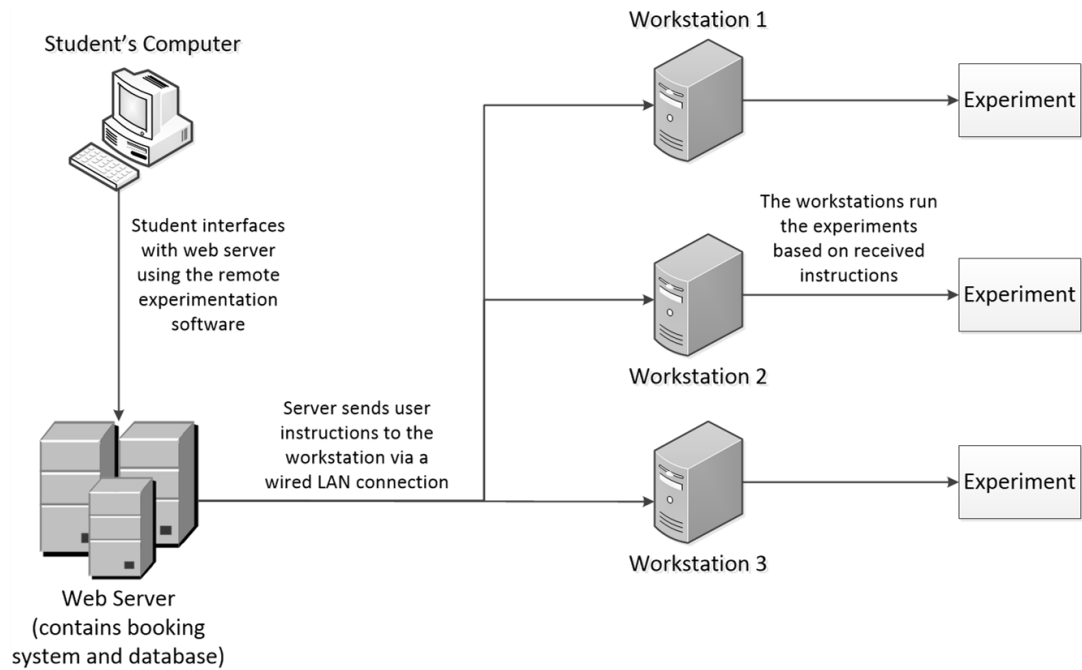 Student's Computer
Student interfaces
with web server
using the remote
experimentation
software
Web Server
(contains booking
system and database)
Server sends user
instructions to the
workstation via a
wired LAN connection
Workstation 1
Experiment
The workstations run
the experiments
based on received
instructions
Workstation 2
Experiment
Workstation 3
Experiment